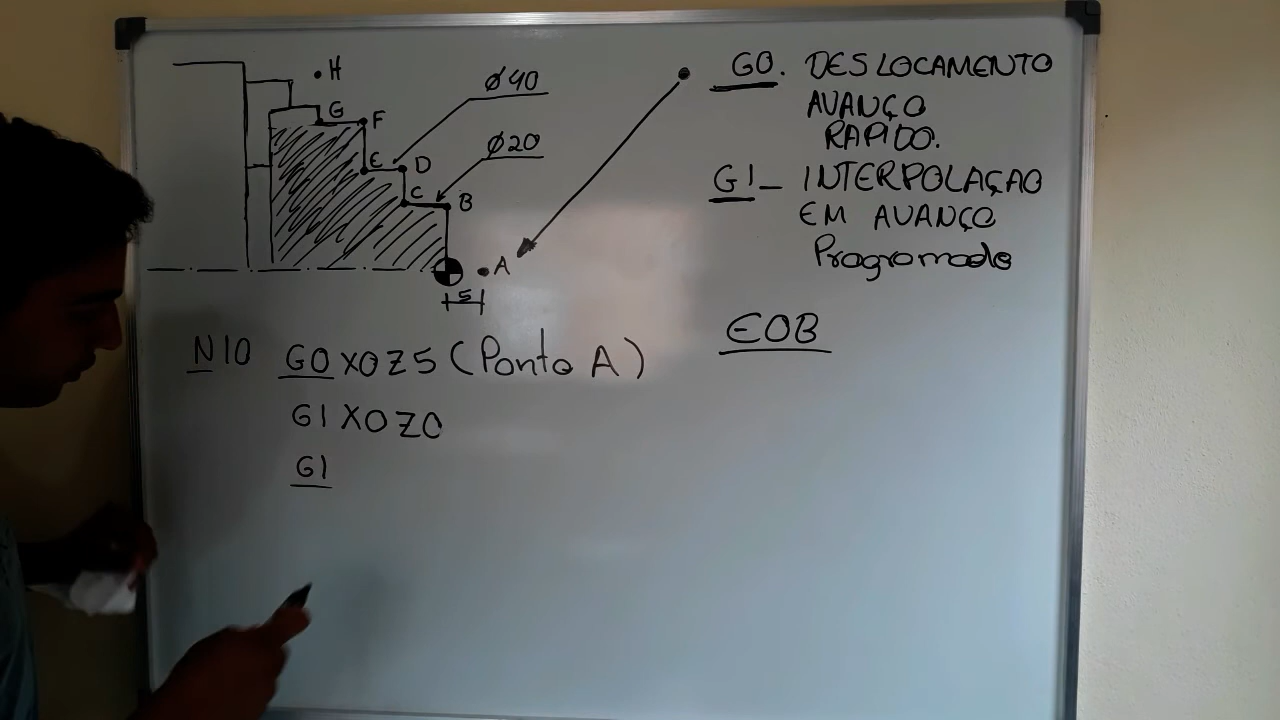 H
ø40
G
F
ø20
E
D
C
B
A
5
G0. DESLOCAMENTO
AVANÇO
RAPIDO.
G1- INTERPOLAÇAO
EM AVANÇO
Programado
EOB
N10 G0 X0 Z5 (Ponto A)
G1 X0 Z0
G1